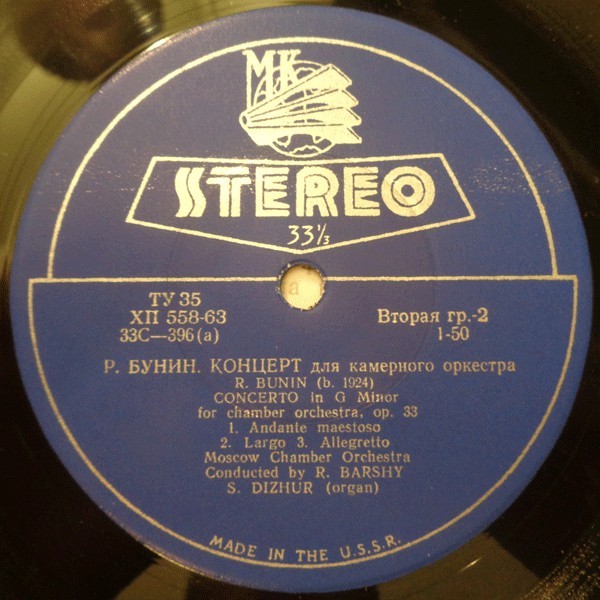 МК
STEREO
33⅓
а
ТУ 35
ХП 558-63
33С—396(а)
Вторая гр.-2
1-50
Р. БУНИН. КОНЦЕРТ для камерного оркестра
R. BUNIN (b. 1924)
CONCERTO in G Minor
for chamber orchestra, op. 33
1. Andante maestoso
2. Largo 3. Allegretto
Moscow Chamber Orchestra
Conducted by R. BARSHY
S. DIZHUR (organ)
MADE IN THE U.S.S.R.